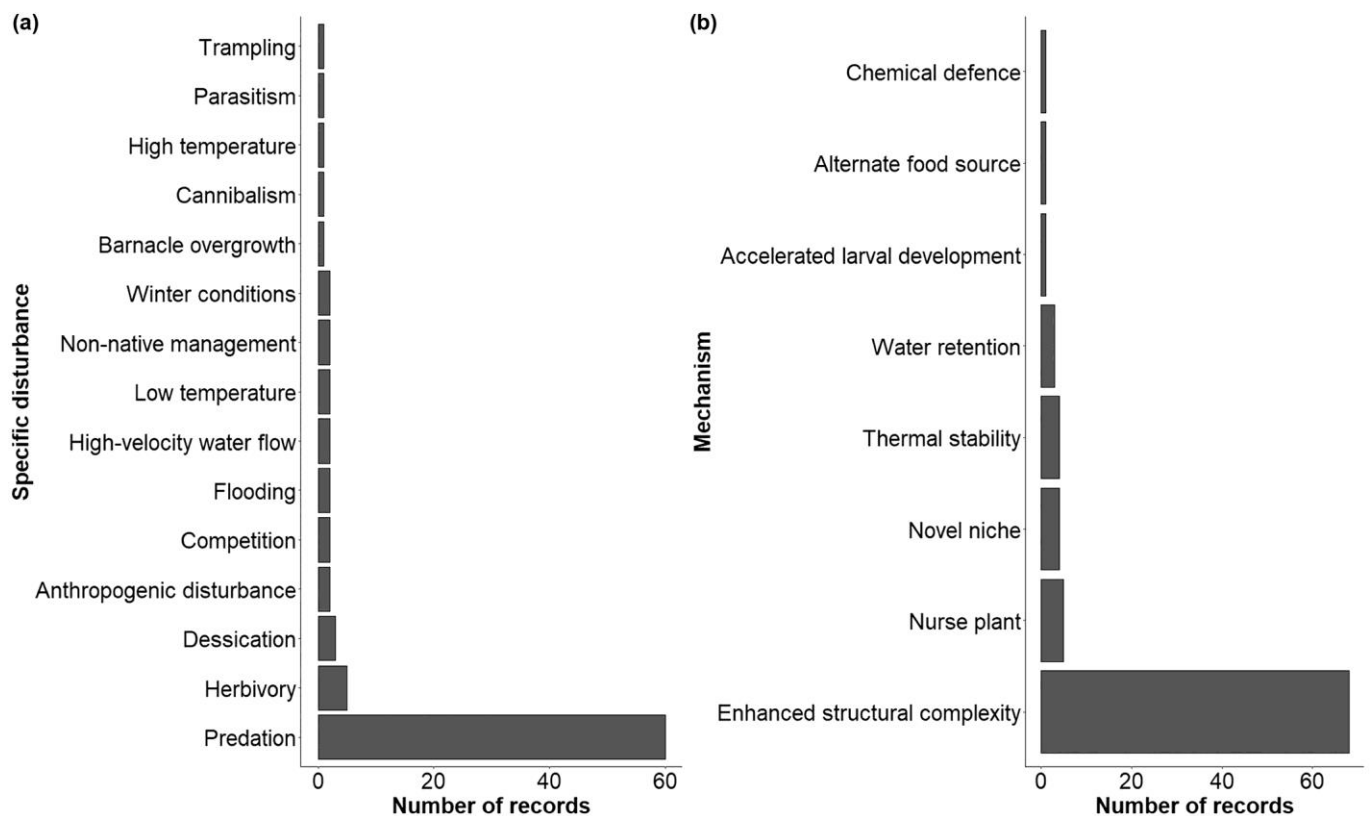 (a)
Specific disturbance
Trampling
Parasitism
High temperature
Cannibalism
Barnacle overgrowth
Winter conditions
Non-native management
Low temperature
High-velocity water flow
Flooding
Competition
Anthropogenic disturbance
Dessication
Herbivory
Predation
0 20 40 60
Number of records
(b)
Mechanism
Chemical defence
Alternate food source
Accelerated larval development
Water retention
Thermal stability
Novel niche
Nurse plant
Enhanced structural complexity
0 20 40 60
Number of records